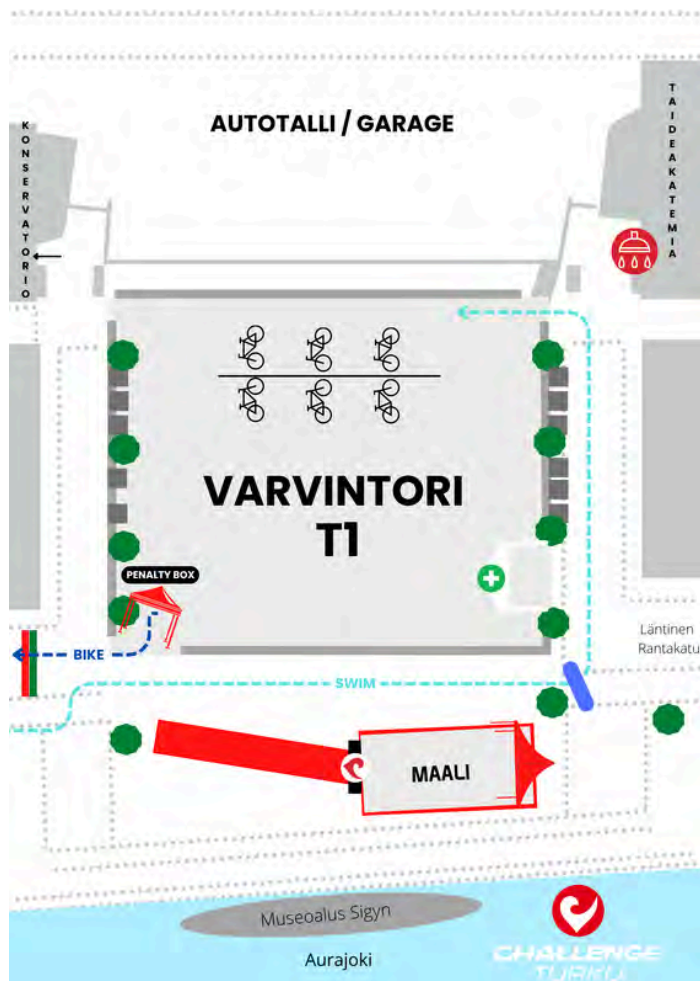 AUTOTALLI / GARAGE
KONSERVATORIO
TAIDEAKATEMIA
VARVINTORI
T1
PENALTY BOX
BIKE
SWIM
Läntinen
Rantakatu
MAALI
Museoalus Sigyn
Aurajoki
CHALLENGE
TURKU